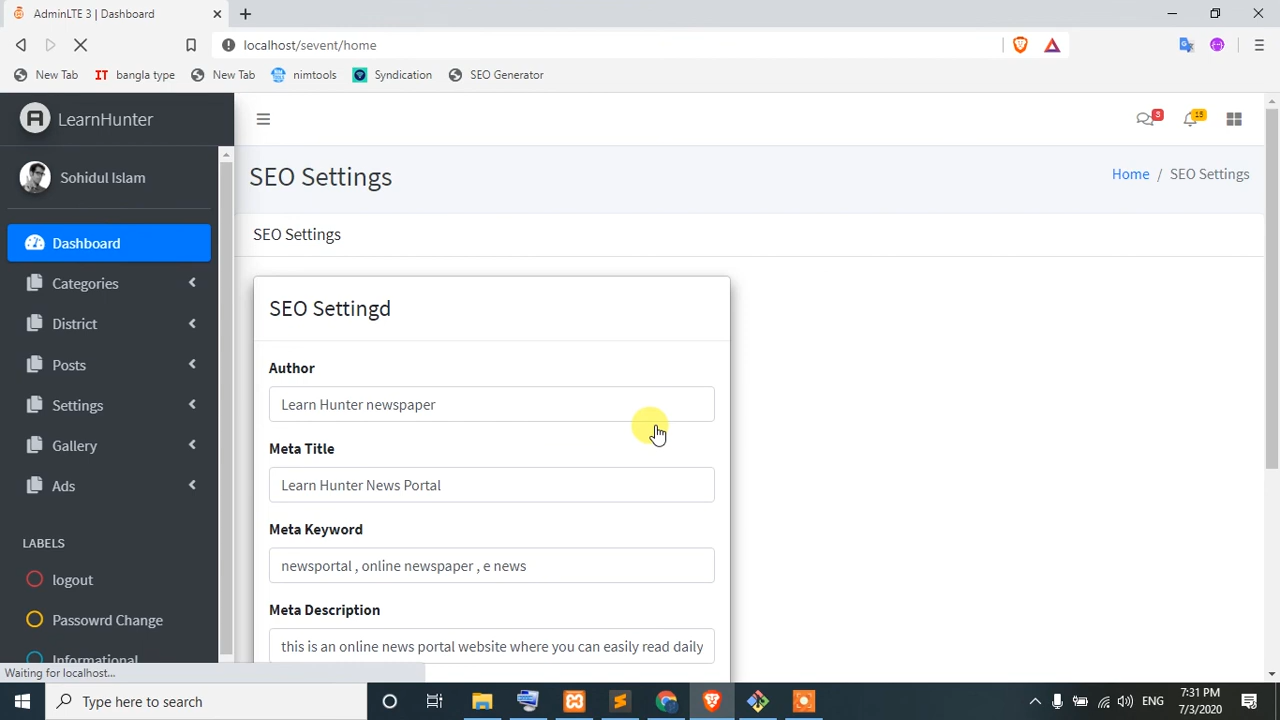 AdminLTE 3 | Dashboard
localhost/sevent/home
New Tab
IT bangla type
New Tab
nimtools
Syndication
SEO Generator
LearnHunter
3
15
Sohidul Islam
SEO Settings
Home / SEO Settings
SEO Settings
Dashboard
Categories
District
Posts
Settings
Gallery
Ads
LABELS
logout
Passowrd Change
Informational
SEO Settingd
Author
Learn Hunter newspaper
Meta Title
Learn Hunter News Portal
Meta Keyword
newsportal , online newspaper , e news
Meta Description
this is an online news portal website where you can easily read daily
Waiting for localhost...
Type here to search
ENG
7:31 PM
7/3/2020